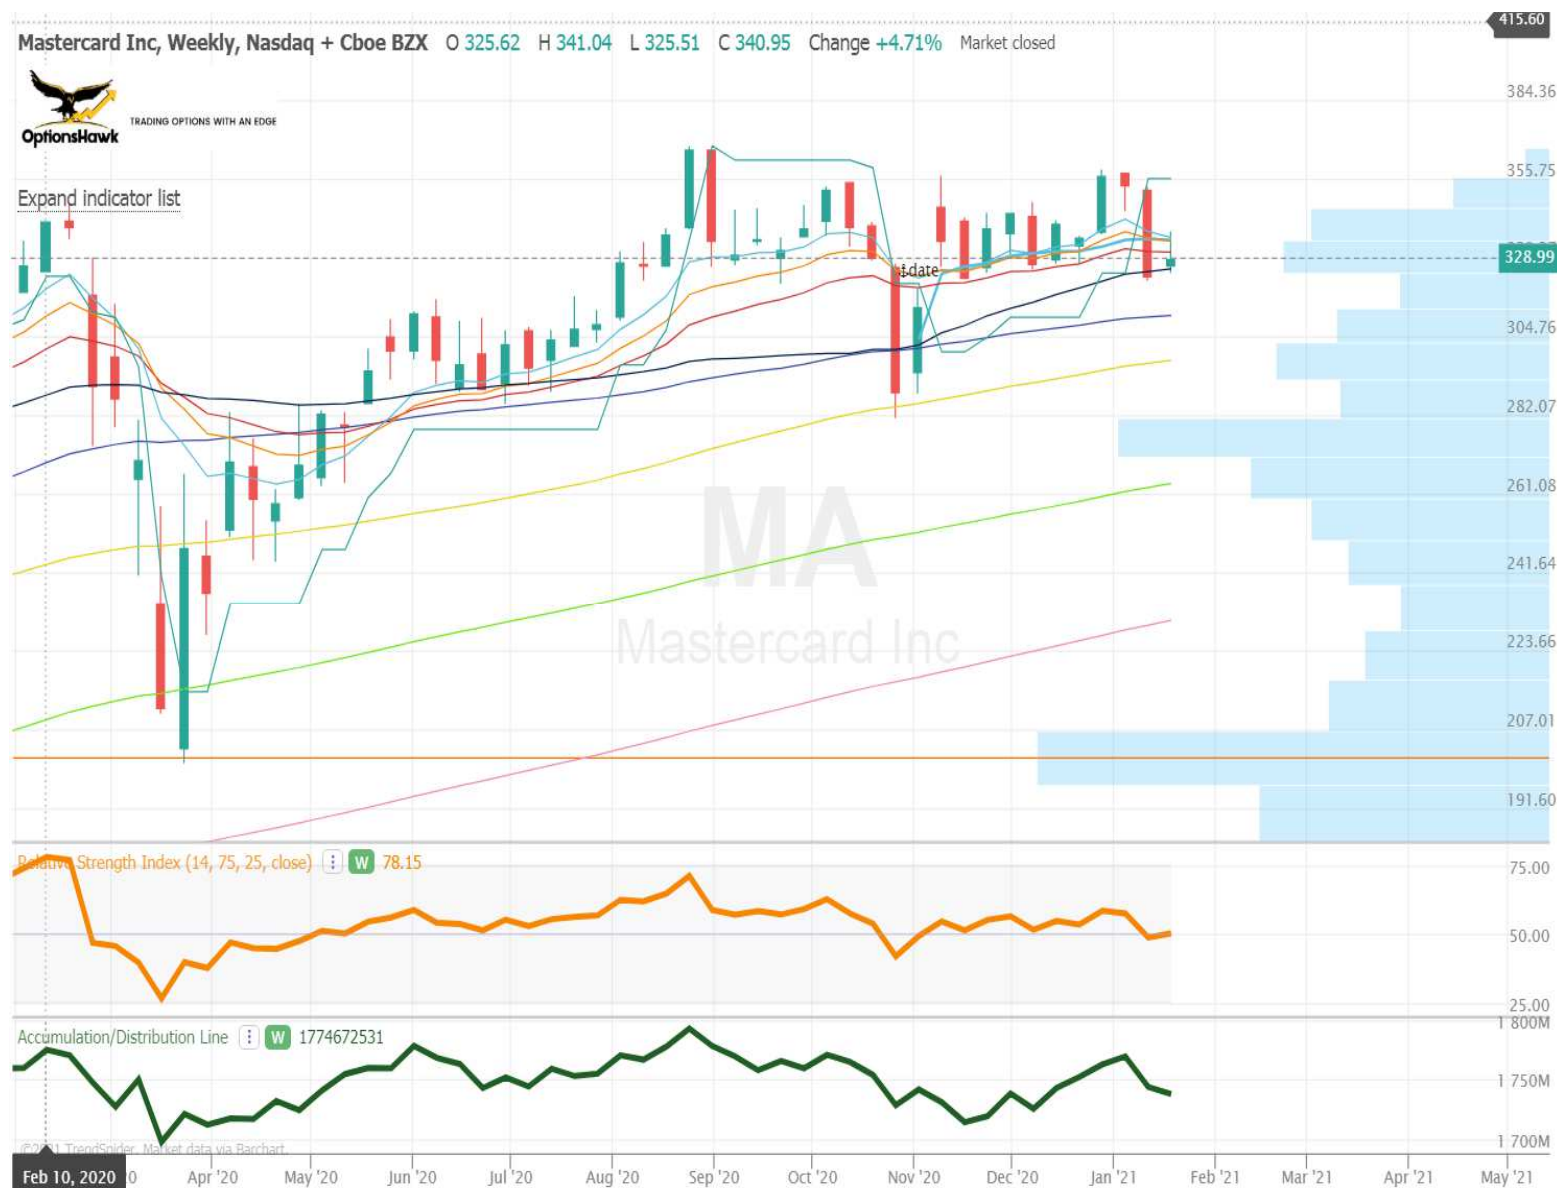 415.60
Mastercard Inc, Weekly, Nasdaq + Cboe BZX O 325.62 H 341.04 L 325.51 C 340.95 Change +4.71% Market closed
384.36
OptionsHawk
TRADING OPTIONS WITH AN EDGE
355.75
Expand indicator list
328.99
date
304.76
282.07
261.08
MA
Mastercard Inc
241.64
223.66
207.01
191.60
Relative Strength Index (14, 75, 25, close) W 78.15
75.00
50.00
25.00
1 800M
Accumulation/Distribution Line W 1774672531
1 750M
1 700M
TrendSpider. Market data via Barchart.
Feb 10, 2020 Apr '20 May '20 Jun '20 Jul '20 Aug '20 Sep '20 Oct '20 Nov '20 Dec '20 Jan '21 Feb '21 Mar '21 Apr '21 May '21